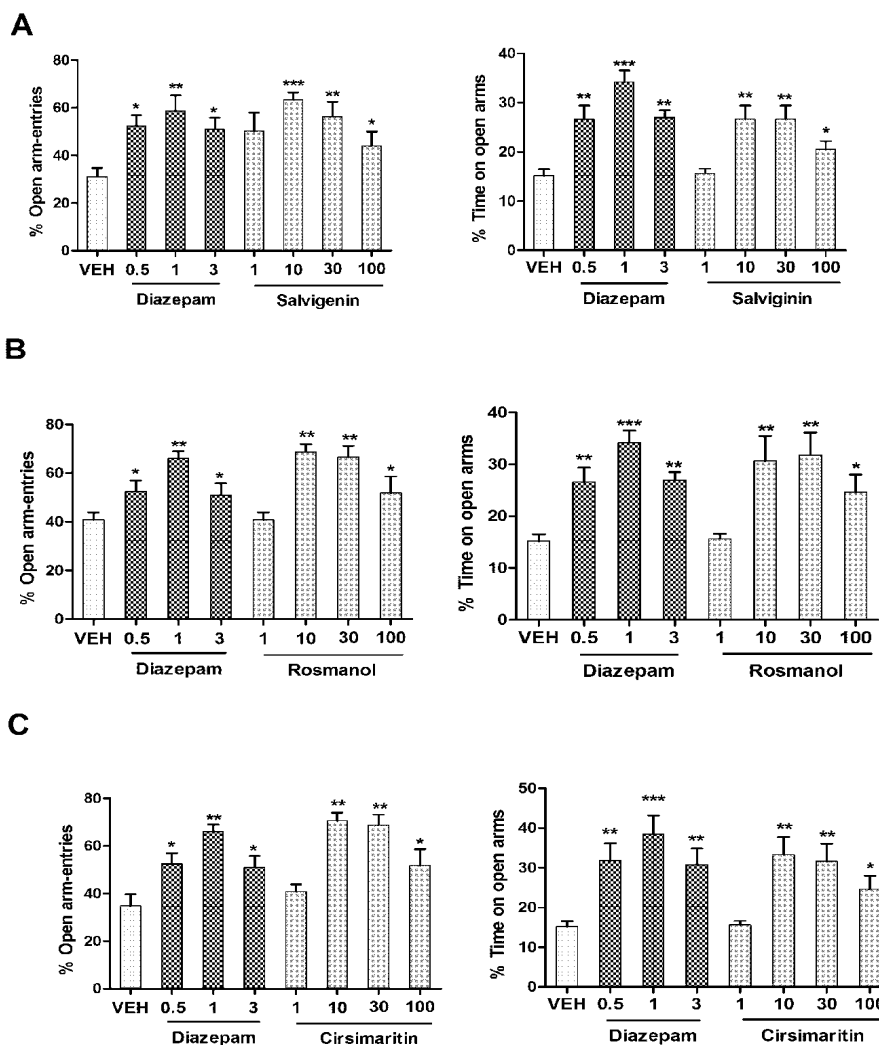 A
% Open arm-entries
80
60
40
20
0
* ** * *** ** *
VEH 0.5 1 3 1 10 30 100
Diazepam Salvigenin
% Time on open arms
40
30
20
10
0
** *** ** ** ** *
VEH 0.5 1 3 1 10 30 100
Diazepam Salviginin
B
% Open arm-entries
80
60
40
20
0
* ** * ** ** *
VEH 0.5 1 3 1 10 30 100
Diazepam Rosmanol
% Time on open arms
40
30
20
10
0
** *** ** ** ** *
VEH 0.5 1 3 1 10 30 100
Diazepam Rosmanol
C
% Open arm-entries
80
60
40
20
0
* ** * ** ** *
VEH 0.5 1 3 1 10 30 100
Diazepam Cirsimaritin
% Time on open arms
50
40
30
20
10
0
** *** ** ** ** *
VEH 0.5 1 3 1 10 30 100
Diazepam Cirsimaritin